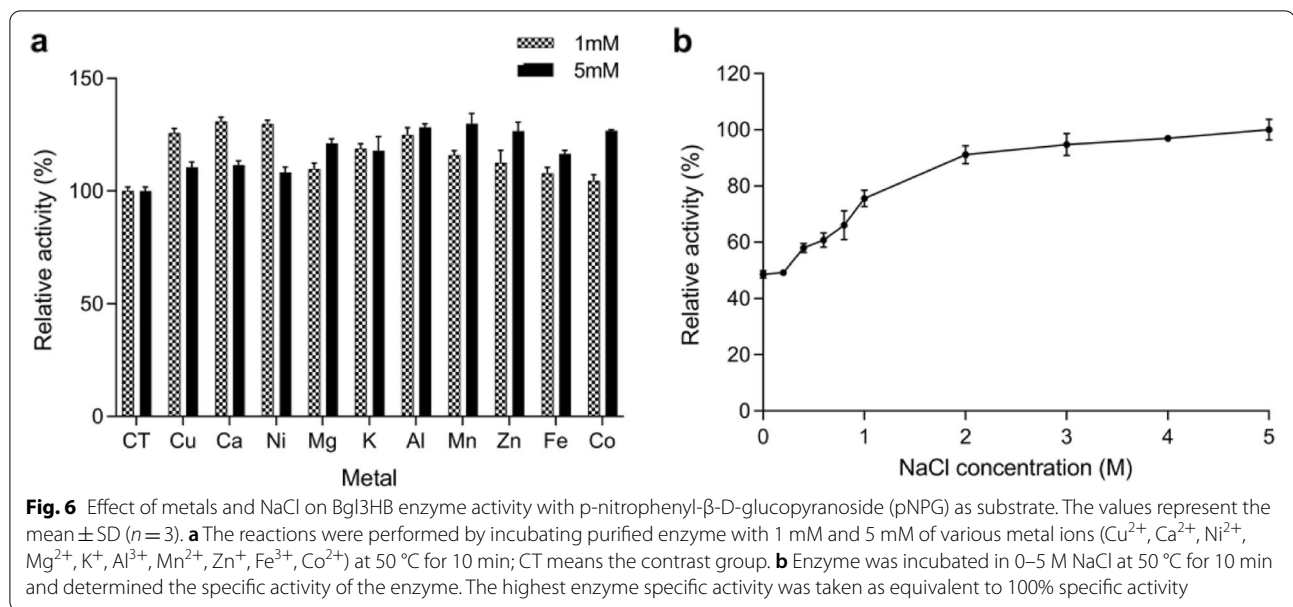 a
1mM
5mM
Relative activity (%)
150
100
50
0
CT Cu Ca Ni Mg K Al Mn Zn Fe Co
Metal
b
Relative activity (%)
120
100
80
60
40
20
0
0 1 2 3 4 5
NaCl concentration (M)
Fig. 6 Effect of metals and NaCl on Bgl3HB enzyme activity with p-nitrophenyl-β-D-glucopyranoside (pNPG) as substrate. The values represent the
mean ± SD (n = 3). a The reactions were performed by incubating purified enzyme with 1 mM and 5 mM of various metal ions (Cu²⁺, Ca²⁺, Ni²⁺,
Mg²⁺, K⁺, Al³⁺, Mn²⁺, Zn⁺, Fe³⁺, Co²⁺) at 50 °C for 10 min; CT means the contrast group. b Enzyme was incubated in 0–5 M NaCl at 50 °C for 10 min
and determined the specific activity of the enzyme. The highest enzyme specific activity was taken as equivalent to 100% specific activity